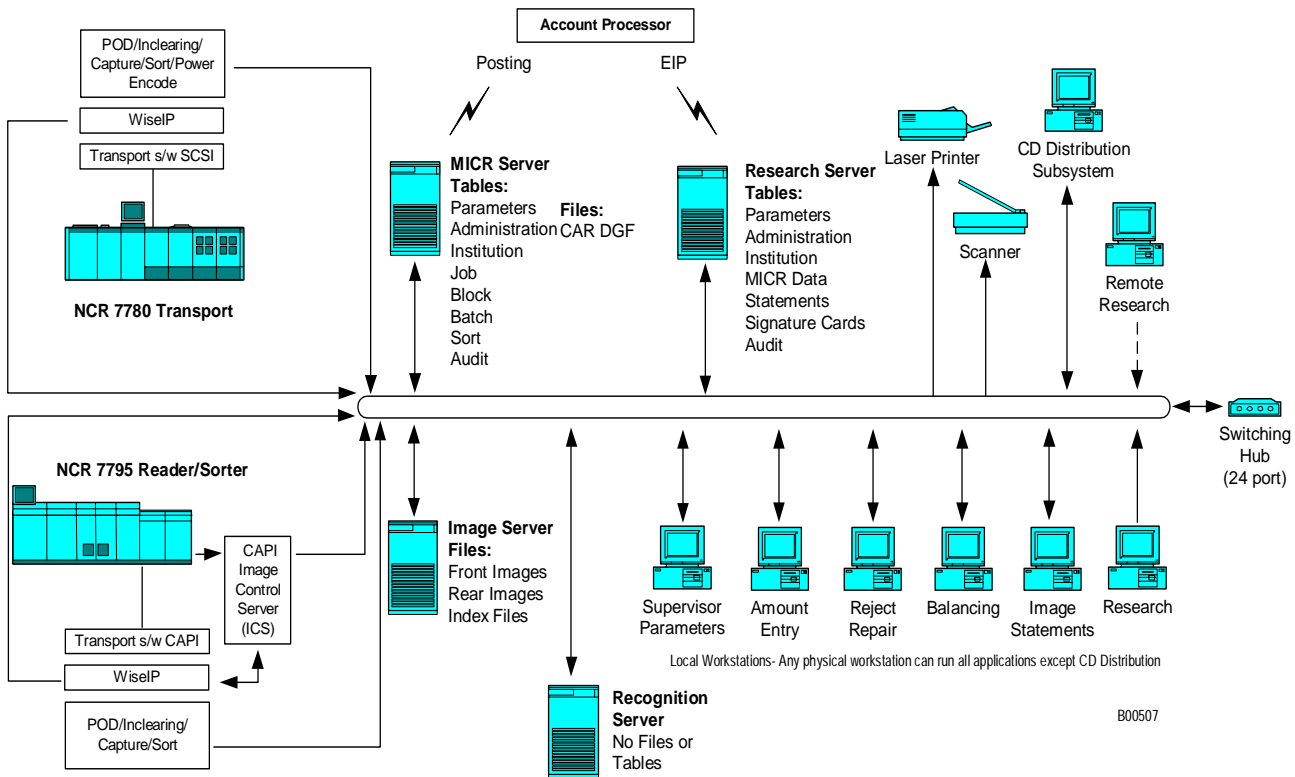 Account Processor
POD/Inclearing/
Capture/Sort/Power
Encode
Posting
EIP
WiseIP
Transport s/w SCSI
NCR 7780 Transport
MICR Server
Tables:
Parameters
Administration
Institution
Job
Block
Batch
Sort
Audit
Files:
CAR DGF
Research Server
Tables:
Parameters
Administration
Institution
MICR Data
Statements
Signature Cards
Audit
Laser Printer
Scanner
CD Distribution
Subsystem
Remote
Research
Switching
Hub
(24 port)
NCR 7795 Reader/Sorter
CAPI
Image
Control
Server
(ICS)
Transport s/w CAPI
WiseIP
POD/Inclearing/
Capture/Sort
Image Server
Files:
Front Images
Rear Images
Index Files
Recognition
Server
No Files or
Tables
Supervisor
Parameters
Amount
Entry
Reject
Repair
Balancing
Image
Statements
Research
Local Workstations- Any physical workstation can run all applications except CD Distribution
B00507